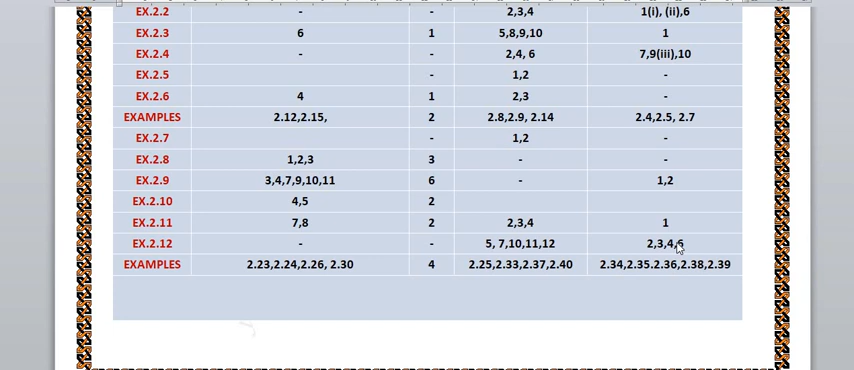 EX.2.2 - - 2,3,4 1(i), (ii),6
EX.2.3 6 1 5,8,9,10 1
EX.2.4 - - 2,4, 6 7,9(iii),10
EX.2.5 - 1,2 -
EX.2.6 4 1 2,3 -
EXAMPLES 2.12,2.15, 2 2.8,2.9, 2.14 2.4,2.5, 2.7
EX.2.7 - 1,2 -
EX.2.8 1,2,3 3 - -
EX.2.9 3,4,7,9,10,11 6 - 1,2
EX.2.10 4,5 2
EX.2.11 7,8 2 2,3,4 1
EX.2.12 - - 5, 7,10,11,12 2,3,4,6
EXAMPLES 2.23,2.24,2.26, 2.30 4 2.25,2.33,2.37,2.40 2.34,2.35.2.36,2.38,2.39